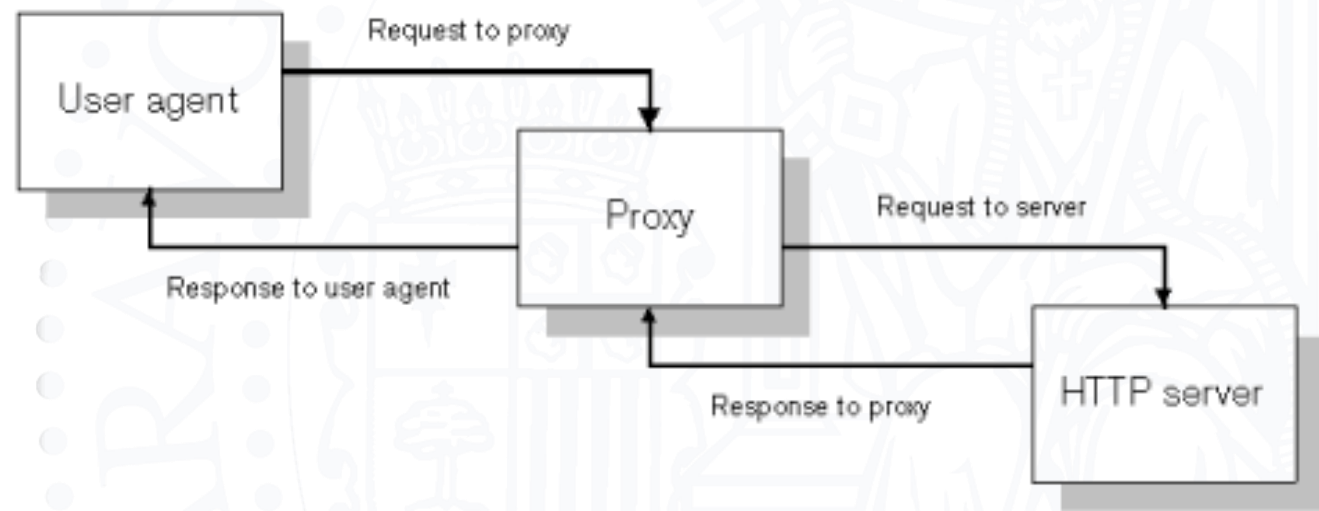 Request to proxy
User agent
Proxy
Request to server
Response to user agent
HTTP server
Response to proxy